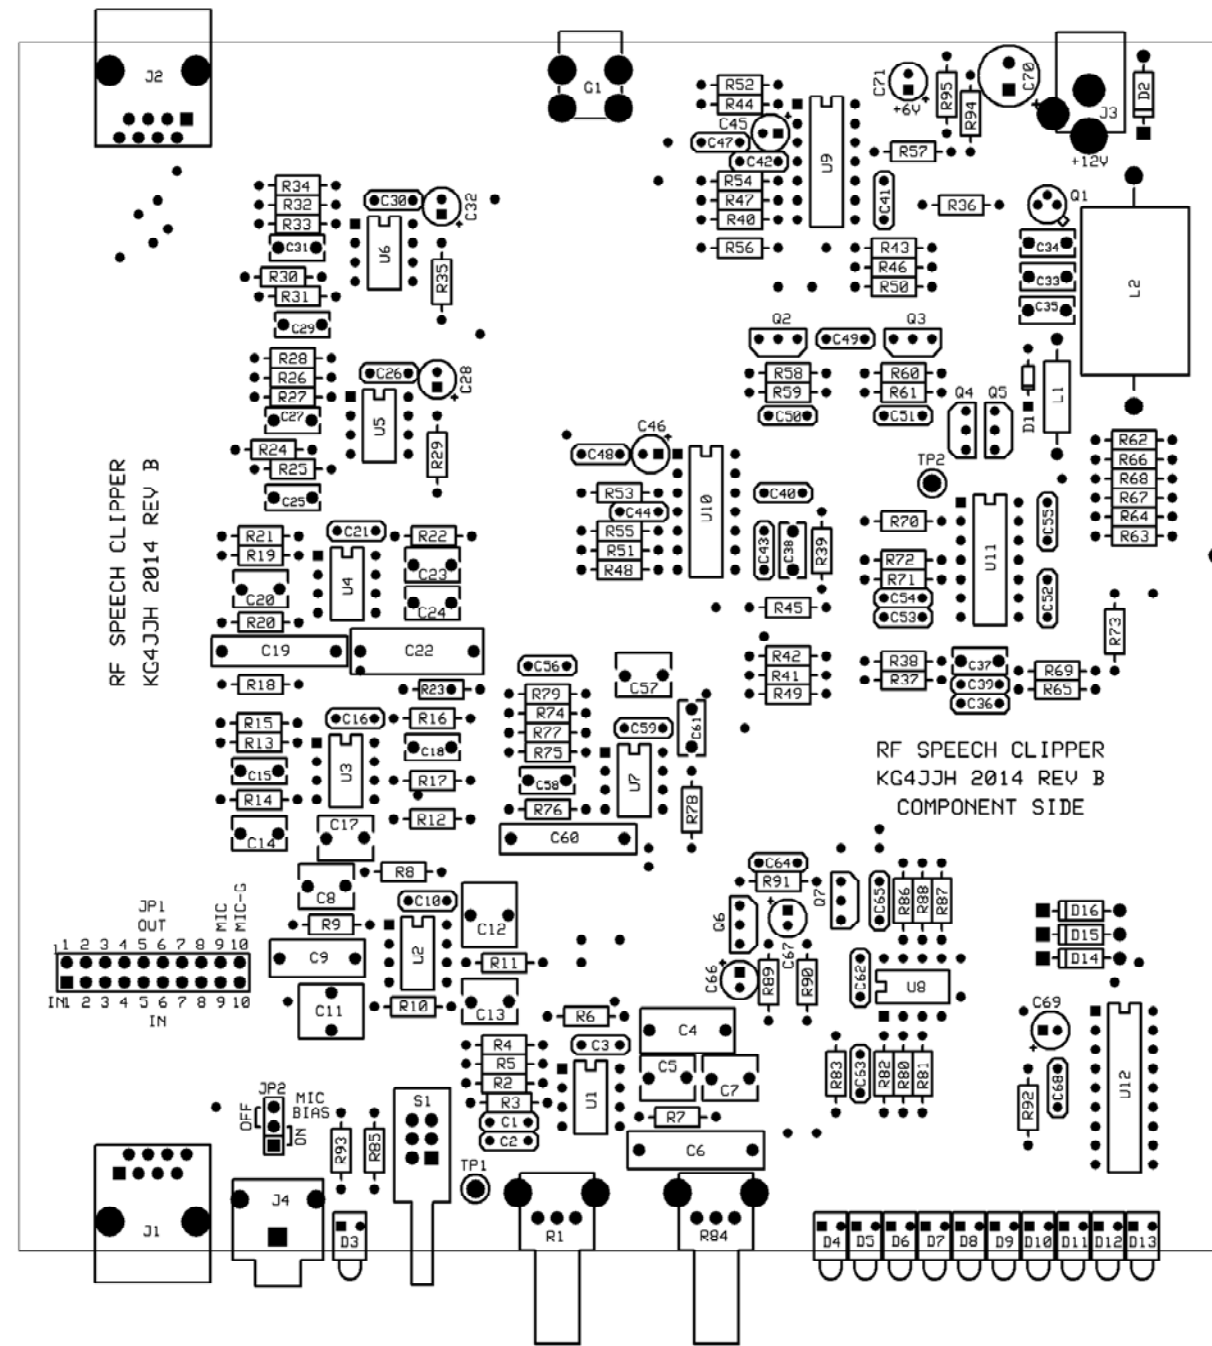 J2
G1
C71
+6V
R95
R94
C70
J3
+12V
D2
R52
R44
C45
C47
C42
U9
R57
R54
R47
R40
R56
C41
R36
Q1
R43
R46
R50
C34
C33
C35
L2
R34
R32
R33
C31
C30
C32
U6
R30
R31
C29
R35
Q2
C49
Q3
R58
R59
C50
R60
R61
C51
Q4
Q5
D1
L1
R28
R26
R27
C27
C26
C28
U5
R24
R25
C25
R29
C46
C48
R53
C44
R55
R51
R48
U10
TP2
C40
C43
C38
R39
R45
R70
R72
R71
C54
C53
U11
C55
C52
R62
R66
R68
R67
R64
R63
R73
RF SPEECH CLIPPER
KG4JJH 2014 REV B
R21
R19
C20
R20
C21
U4
R22
C23
C24
C19
C22
R18
R23
R15
R13
C15
R14
C14
C16
U3
R16
C18
R17
R12
C17
C56
R79
R74
R77
R75
C58
R76
C60
C57
C59
U7
C61
R78
R42
R41
R49
R38
R37
C37
C39
C36
R69
R65
RF SPEECH CLIPPER
KG4JJH 2014 REV B
COMPONENT SIDE
C8
R8
R9
C9
C10
U2
C11
R10
C12
R11
C13
JP1
OUT
MIC
MIC-G
1 2 3 4 5 6 7 8 9 10
IN1 2 3 4 5 6 7 8 9 10
IN
C64
R91
Q6
C67
C66
R89
R90
Q7
C65
R86
R88
R87
C62
U8
D16
D15
D14
C69
C68
R92
U12
R6
R4
R5
R2
R3
C1
C2
C3
U1
C4
C5
C7
R7
C6
R83
C63
R82
R80
R81
JP2
OFF
ON
MIC
BIAS
R93
R85
S1
TP1
J1
J4
D3
R1
R84
D4 D5 D6 D7 D8 D9 D10 D11 D12 D13